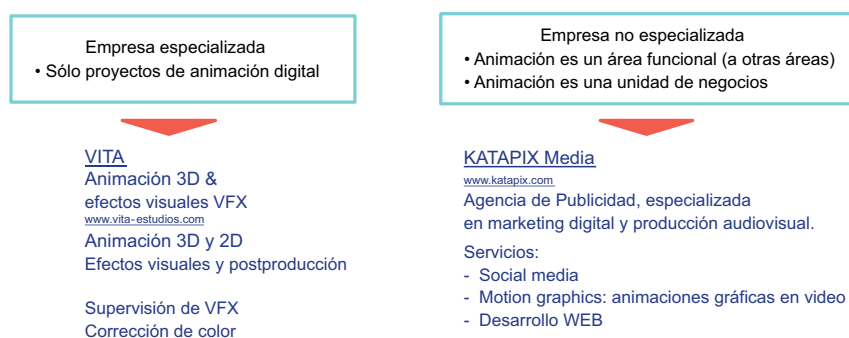 Empresa especializada
• Sólo proyectos de animación digital
Empresa no especializada
• Animación es un área funcional (a otras áreas)
• Animación es una unidad de negocios
VITA
Animación 3D &
efectos visuales VFX
www.vita-estudios.com
Animación 3D y 2D
Efectos visuales y postproducción
Supervisión de VFX
Corrección de color
KATAPIX Media
www.katapix.com
Agencia de Publicidad, especializada
en marketing digital y producción audiovisual.
Servicios:
- Social media
- Motion graphics: animaciones gráficas en video
- Desarrollo WEB